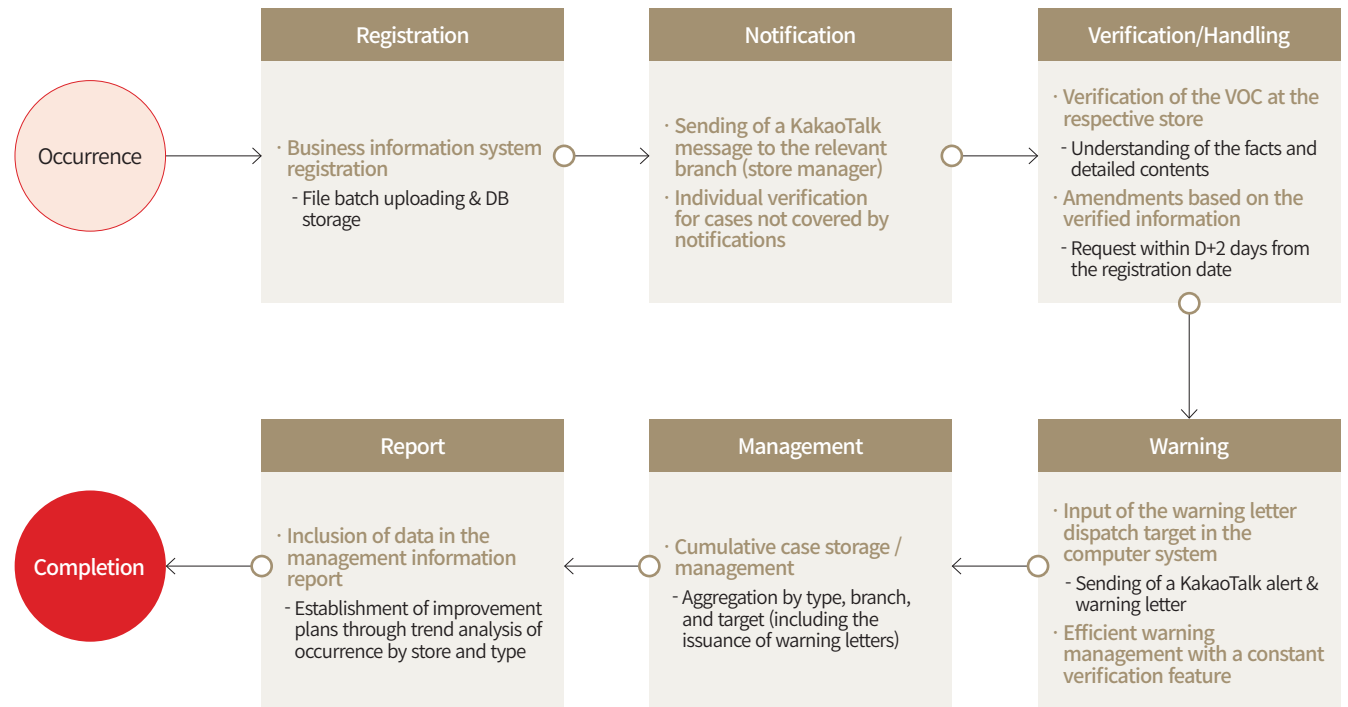 Occurrence
Registration
· Business information system
registration
- File batch uploading & DB
storage
Notification
· Sending of a KakaoTalk
message to the relevant
branch (store manager)
· Individual verification
for cases not covered by
notifications
Verification/Handling
· Verification of the VOC at the
respective store
- Understanding of the facts and
detailed contents
· Amendments based on the
verified information
- Request within D+2 days from
the registration date
Warning
· Input of the warning letter
dispatch target in the
computer system
- Sending of a KakaoTalk alert &
warning letter
· Efficient warning
management with a constant
verification feature
Management
· Cumulative case storage /
management
- Aggregation by type, branch,
and target (including the
issuance of warning letters)
Report
· Inclusion of data in the
management information
report
- Establishment of improvement
plans through trend analysis of
occurrence by store and type
Completion